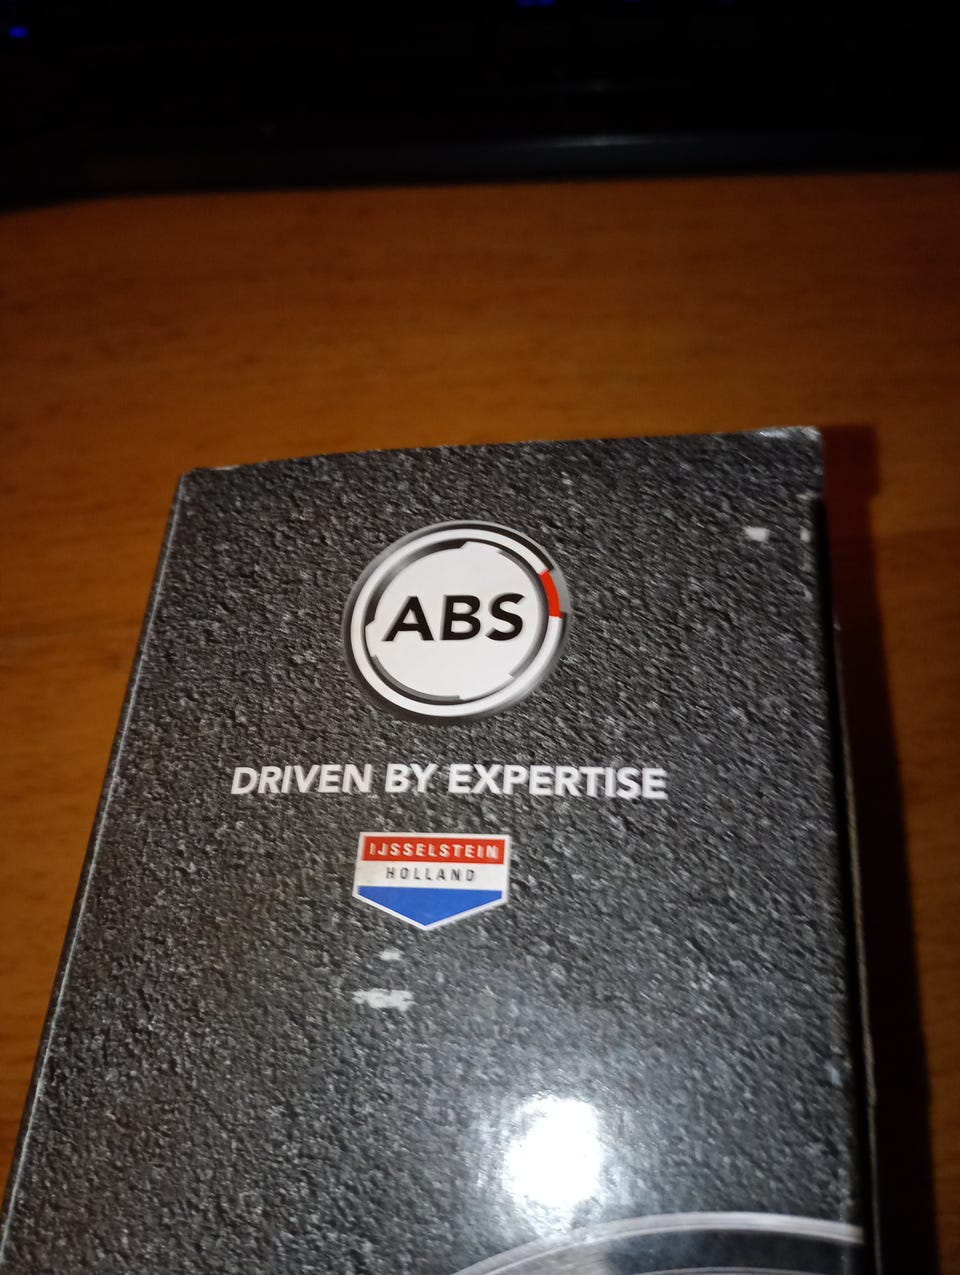 ABS
DRIVEN BY EXPERTISE
IJSSELSTEIN
HOLLAND